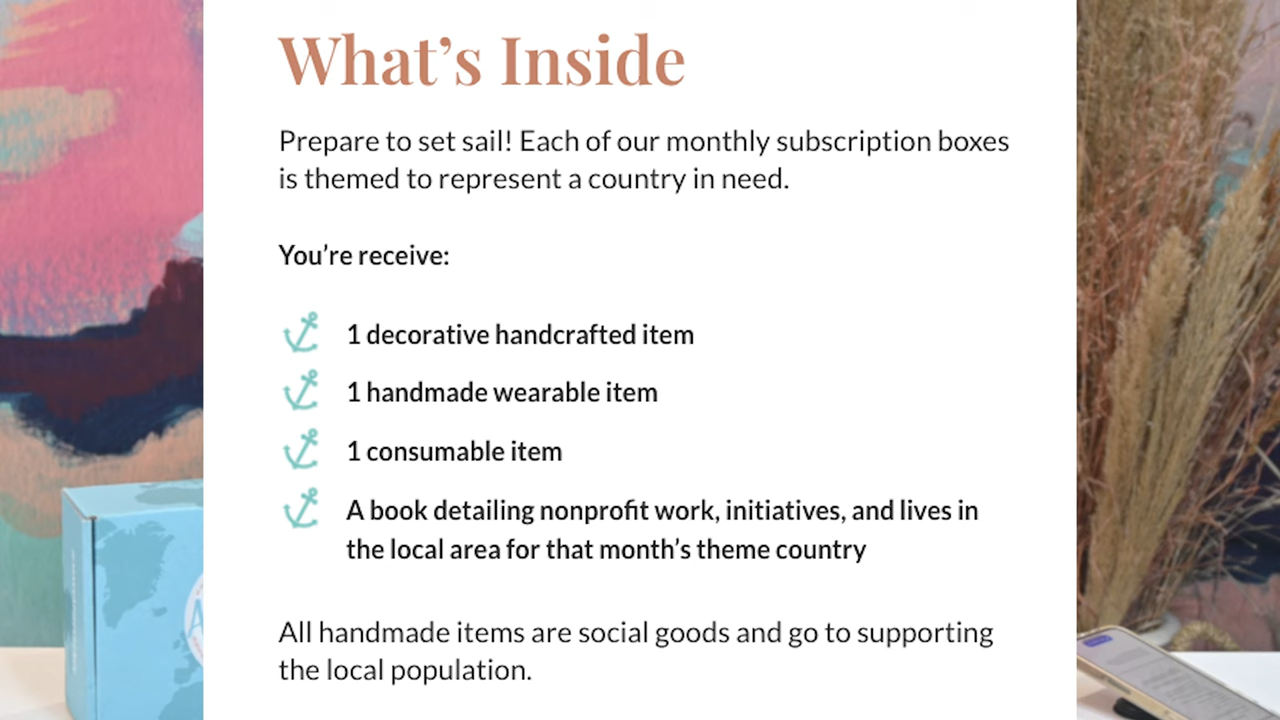 What's Inside
Prepare to set sail! Each of our monthly subscription boxes
is themed to represent a country in need.
You're receive:
1 decorative handcrafted item
1 handmade wearable item
1 consumable item
A book detailing nonprofit work, initiatives, and lives in
the local area for that month's theme country
All handmade items are social goods and go to supporting
the local population.